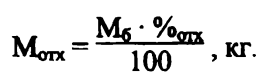 Mотх = Mб · %отх / 100 , кг.